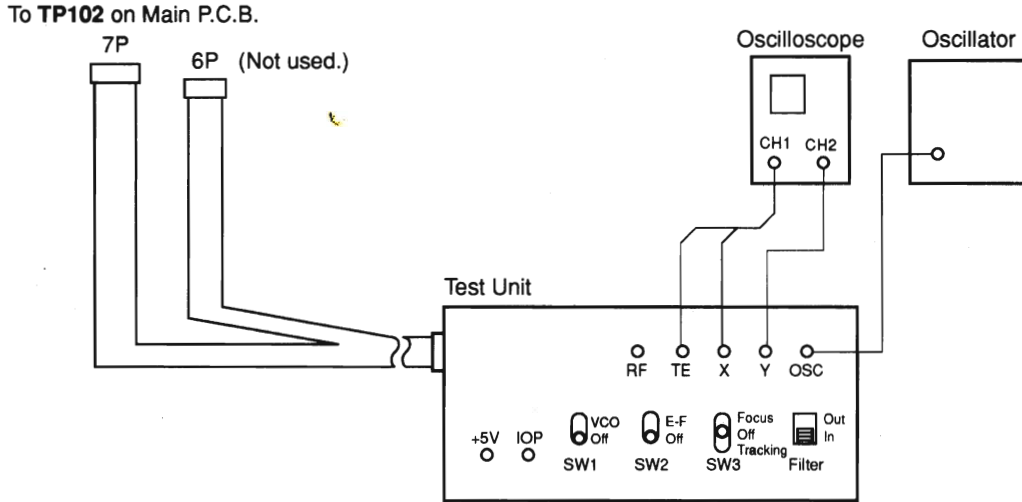 To TP102 on Main P.C.B.
7P
6P (Not used.)
Oscilloscope
Oscillator
CH1 CH2
Test Unit
RF TE X Y OSC
+5V IOP
VCO
Off
SW1
E-F
Off
SW2
Focus
Off
Tracking
SW3
Out
In
Filter